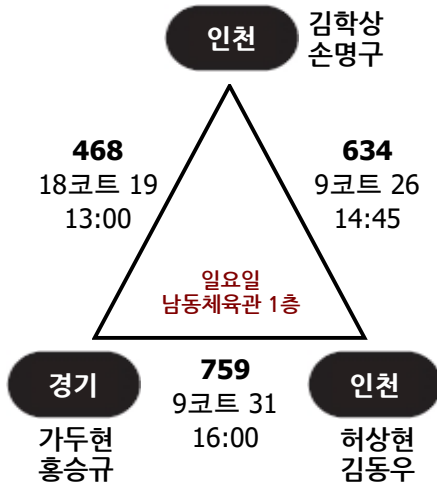 인천
김학상
손명구
468
18코트 19
13:00
634
9코트 26
14:45
일요일
남동체육관 1층
경기
가두현
홍승규
759
9코트 31
16:00
인천
허상현
김동우